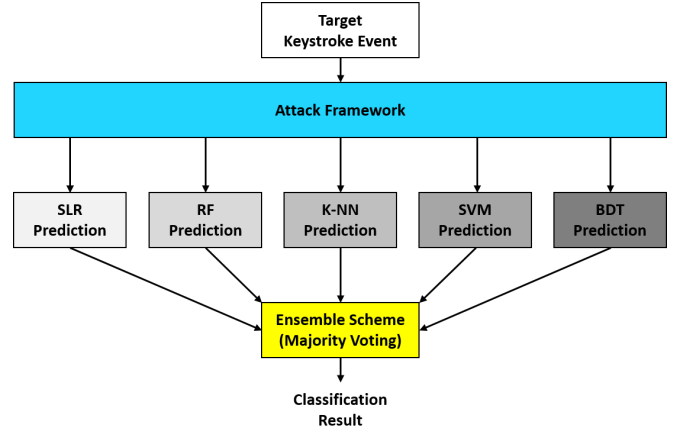 Target
Keystroke Event
Attack Framework
SLR
Prediction
RF
Prediction
K-NN
Prediction
SVM
Prediction
BDT
Prediction
Ensemble Scheme
(Majority Voting)
Classification
Result